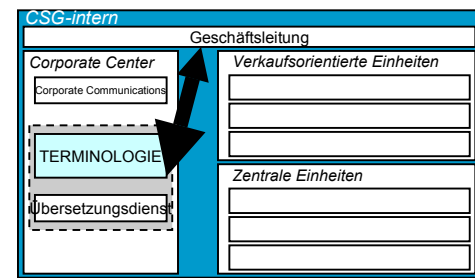 CSG-intern
Geschäftsleitung
Corporate Center
Corporate Communications
TERMINOLOGIE
Übersetzungsdienst
Verkaufsorientierte Einheiten
Zentrale Einheiten